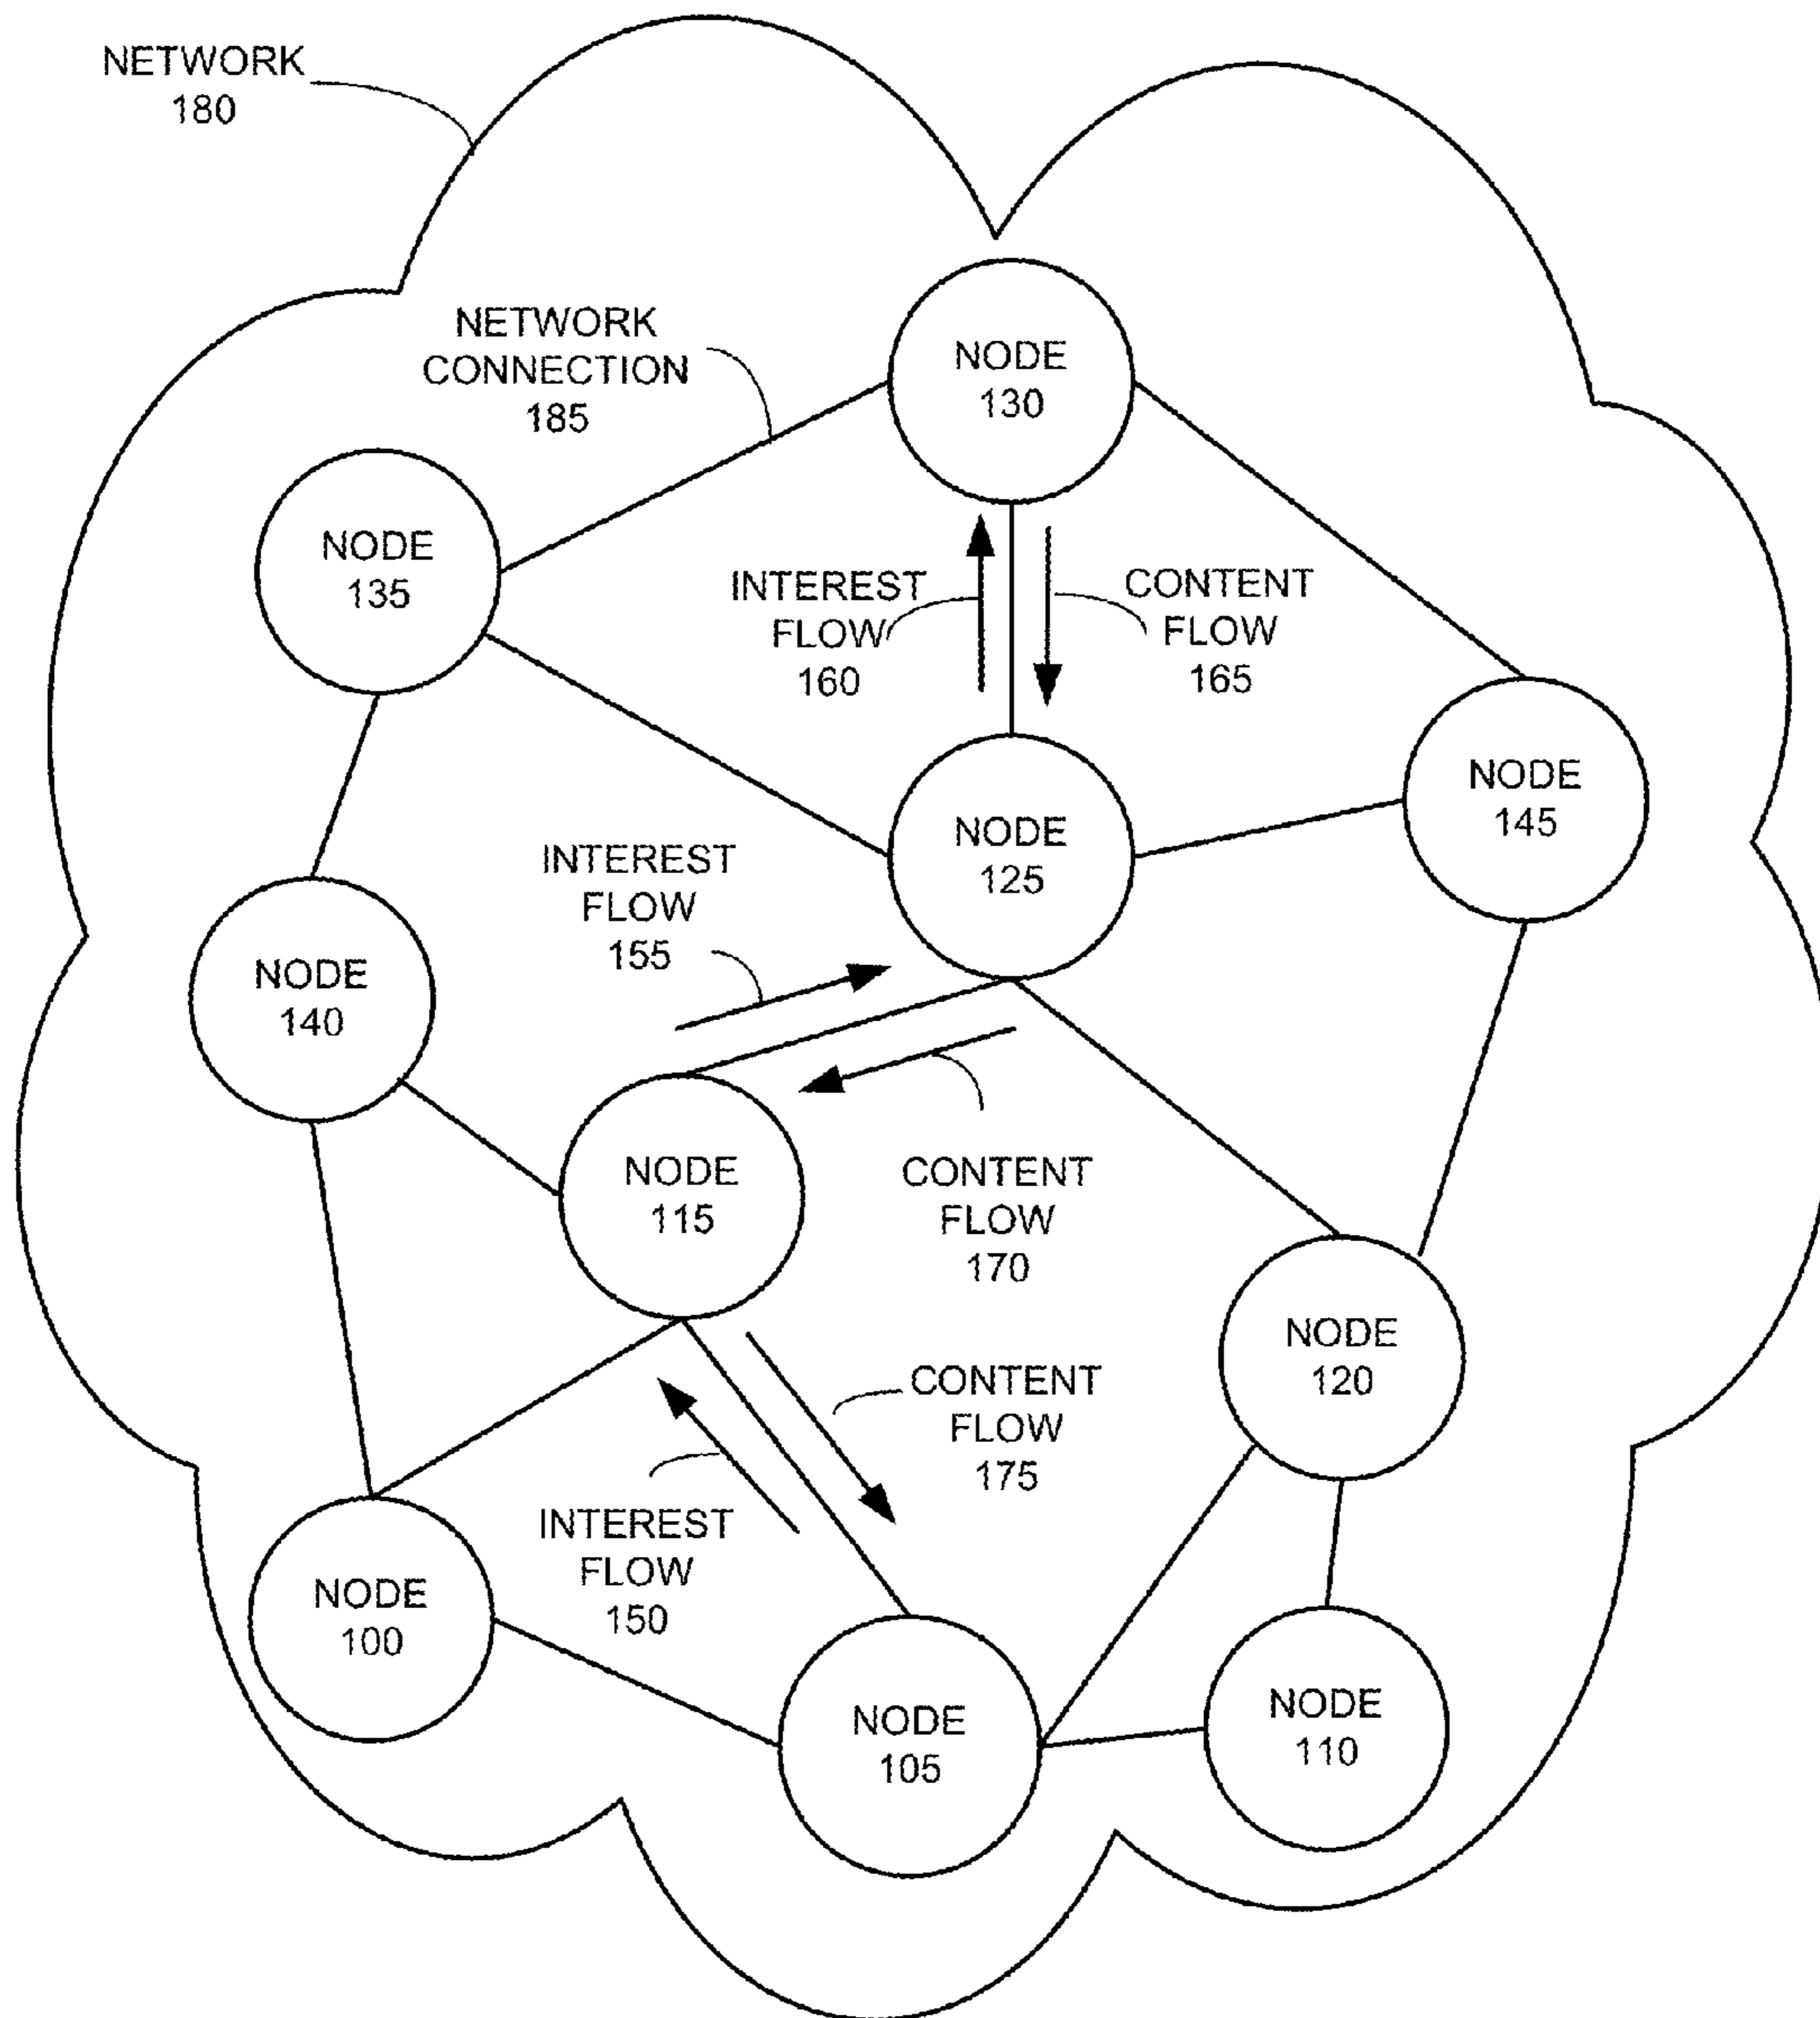 NETWORK
180
NETWORK
CONNECTION
185
NODE
130
NODE
135
INTEREST
FLOW
160
CONTENT
FLOW
165
NODE
145
NODE
125
INTEREST
FLOW
155
NODE
140
NODE
115
CONTENT
FLOW
170
NODE
120
CONTENT
FLOW
175
INTEREST
FLOW
150
NODE
100
NODE
105
NODE
110